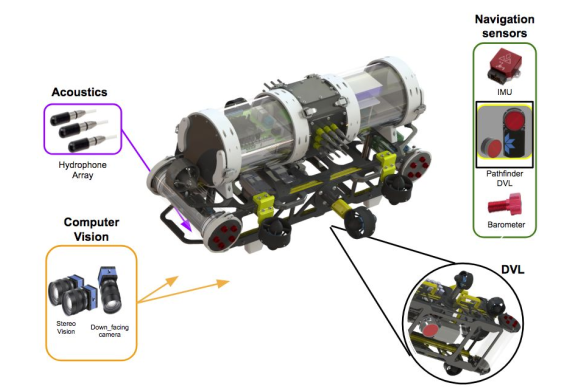 Navigation
sensors
IMU
Pathfinder
DVL
Barometer
Acoustics
Hydrophone
Array
Computer
Vision
Stereo
Vision
Down_facing
camera
DVL